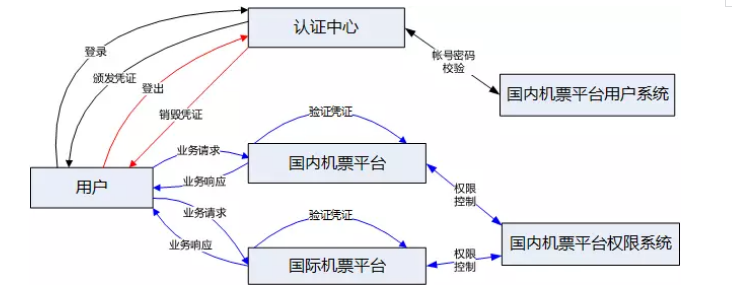 认证中心
登录
帐号密码
校验
颁发凭证
登出
国内机票平台用户系统
销毁凭证
验证凭证
业务请求
国内机票平台
用户
业务响应
权限
控制
业务请求
验证凭证
国内机票平台权限系统
业务响应
国际机票平台
权限
控制